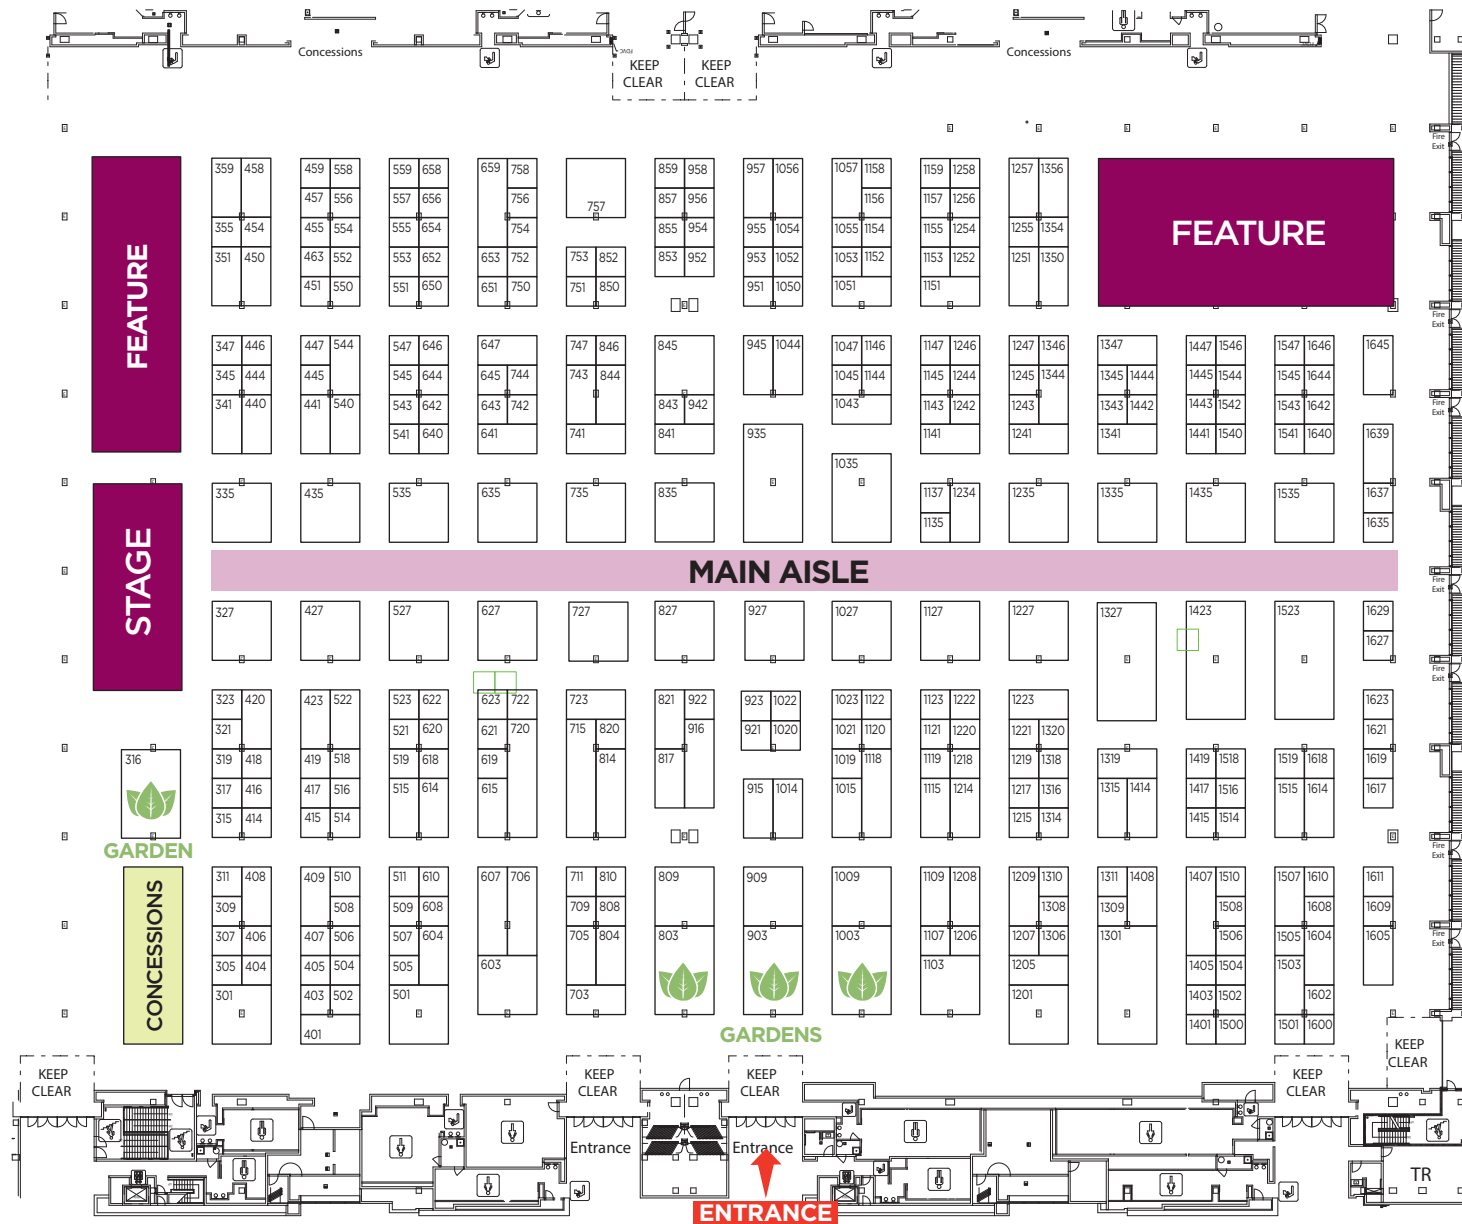 Concessions
Concessions
KEEP
CLEAR
KEEP
CLEAR
Fire
Exit
359 458 459 558 559 658 659 758 757 859 958 957 1056 1057 1158 1159 1258 1257 1356
457 556 557 656 756 857 956 1156 1157 1256
FEATURE
FEATURE
355 454 455 554 555 654 754 855 954 955 1054 1055 1154 1155 1254 1255 1354
Fire
Exit
351 450 463 552 553 652 653 752 753 852 853 952 953 1052 1053 1152 1153 1252 1251 1350
451 550 551 650 651 750 751 850 951 1050 1051 1151
Fire
Exit
347 446 447 544 547 646 647 747 846 845 945 1044 1047 1146 1147 1246 1247 1346 1347 1447 1546 1547 1646 1645
345 444 445 545 644 645 744 743 844 1045 1144 1145 1244 1245 1344 1345 1444 1445 1544 1545 1644
341 440 441 540 543 642 643 742 843 942 1043 1143 1242 1243 1343 1442 1443 1542 1543 1642
Fire
Exit
541 640 641 741 841 935 1141 1241 1341 1441 1540 1541 1640 1639
1035
335 435 535 635 735 835 1137 1234 1235 1335 1435 1535 1637
1135 1635
STAGE
MAIN AISLE
Fire
Exit
327 427 527 627 727 827 927 1027 1127 1227 1327 1423 1523 1629
1627
Fire
Exit
323 420 423 522 523 622 623 722 723 821 922 923 1022 1023 1122 1123 1222 1223 1623
321 521 620 621 720 715 820 916 921 1020 1021 1120 1121 1220 1221 1320 1621
316 319 418 419 518 519 618 619 814 817 1019 1118 1119 1218 1219 1318 1319 1419 1518 1519 1618 1619
317 416 417 516 515 614 615 915 1014 1015 1115 1214 1217 1316 1315 1414 1417 1516 1515 1614 1617
315 414 415 514 1215 1314 1415 1514
GARDEN
Fire
Exit
311 408 409 510 511 610 607 706 711 810 809 909 1009 1109 1208 1209 1310 1311 1408 1407 1510 1507 1610 1611
309 508 509 608 709 808 1308 1309 1508 1608 1609
CONCESSIONS
307 406 407 506 507 604 705 804 803 903 1003 1107 1206 1207 1306 1301 1506 1505 1604 1605
Fire
Exit
305 404 405 504 505 603 1103 1205 1405 1504 1503
301 403 502 501 703 1201 1403 1502 1602
401 1401 1500 1501 1600
GARDENS
KEEP
CLEAR
KEEP
CLEAR
KEEP
CLEAR
KEEP
CLEAR
KEEP
CLEAR
Entrance
Entrance
TR
ENTRANCE